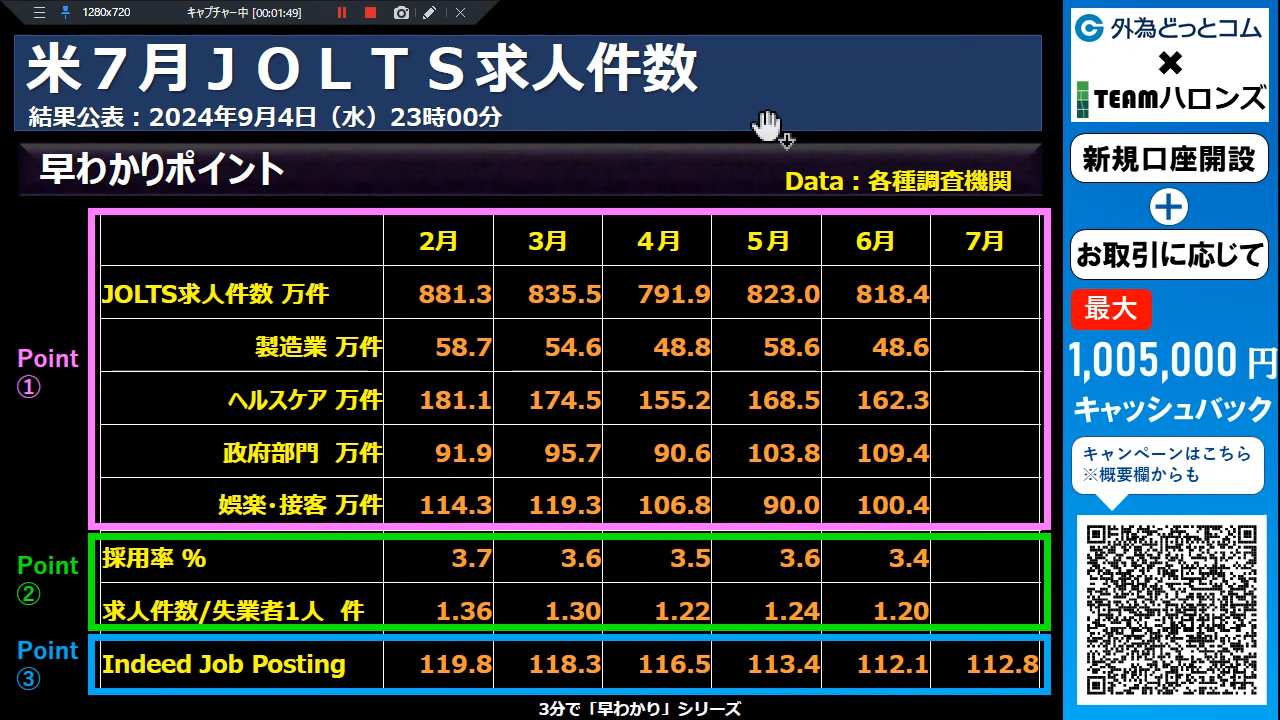 1280x720 キャプチャー中 [00:01:49]
米７月ＪＯＬＴＳ求人件数
結果公表：2024年9月4日（水）23時00分
早わかりポイント
Data：各種調査機関
2月 3月 4月 5月 6月 7月
JOLTS求人件数 万件 881.3 835.5 791.9 823.0 818.4
製造業 万件 58.7 54.6 48.8 58.6 48.6
ヘルスケア 万件 181.1 174.5 155.2 168.5 162.3
政府部門 万件 91.9 95.7 90.6 103.8 109.4
娯楽・接客 万件 114.3 119.3 106.8 90.0 100.4
Point
①
採用率 % 3.7 3.6 3.5 3.6 3.4
求人件数/失業者1人 件 1.36 1.30 1.22 1.24 1.20
Point
②
Indeed Job Posting 119.8 118.3 116.5 113.4 112.1 112.8
Point
③
3分で「早わかり」シリーズ
外為どっとコム
×
TEAMハロンズ
新規口座開設
+
お取引に応じて
最大
1,005,000 円
キャッシュバック
キャンペーンはこちら
※概要欄からも